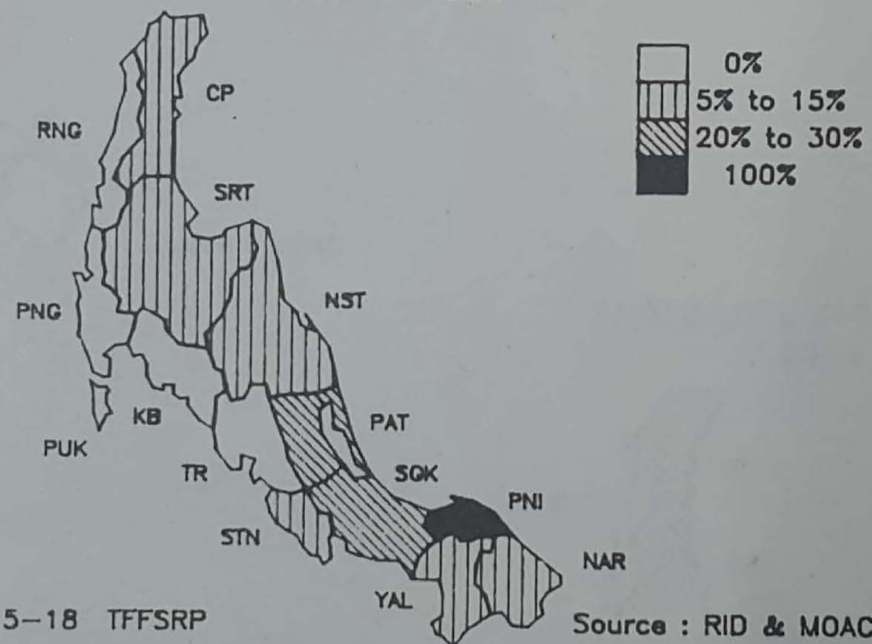 0%
5% to 15%
20% to 30%
100%
CP
RNG
SRT
PNG
NST
KB
PAT
PUK
TR
SGK
PNI
STN
NAR
YAL
5-18 TFFSRP
Source : RID & MOAC